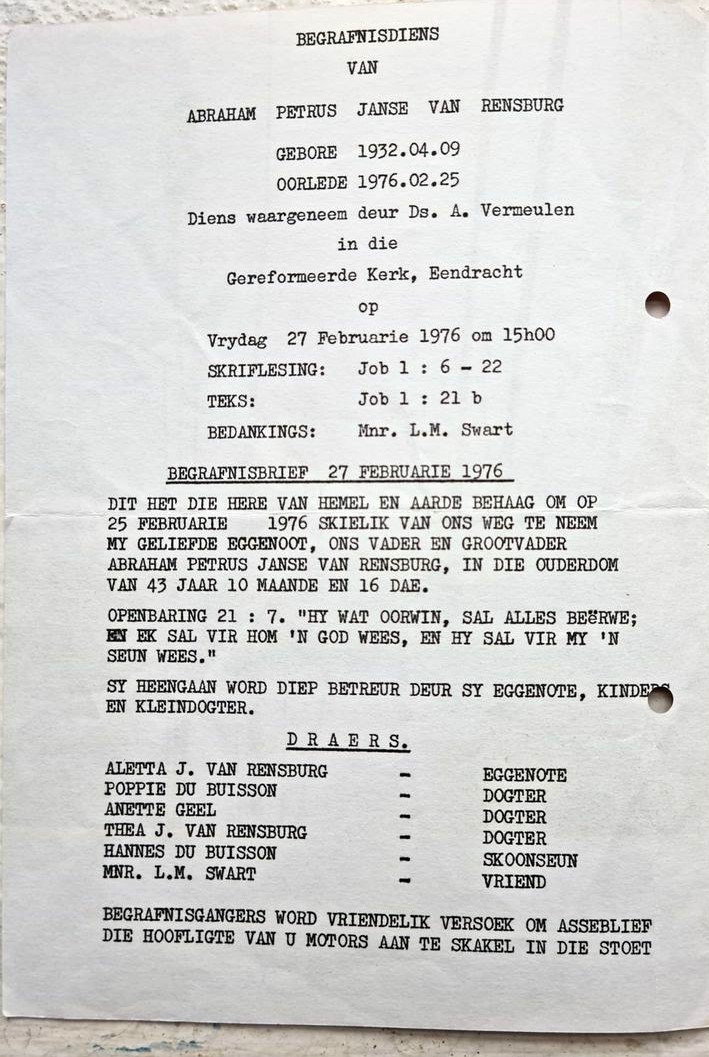 BEGRAFNISDIENS
VAN
ABRAHAM PETRUS JANSE VAN RENSBURG
GEBORE 1932.04.09
OORLEDE 1976.02.25
Diens waargeneem deur Ds. A. Vermeulen
in die
Gereformeerde Kerk, Eendracht
op
Vrydag 27 Februarie 1976 om 15h00
SKRIFLESING: Job 1 : 6 - 22
TEKS: Job 1 : 21 b
BEDANKINGS: Mnr. L.M. Swart
BEGRAFNISBRIEF 27 FEBRUARIE 1976
DIT HET DIE HERE VAN HEMEL EN AARDE BEHAAG OM OP
25 FEBRUARIE 1976 SKIELIK VAN ONS WEG TE NEEM
MY GELIEFDE EGGENOOT, ONS VADER EN GROOTVADER
ABRAHAM PETRUS JANSE VAN RENSBURG, IN DIE OUDERDOM
VAN 43 JAAR 10 MAANDE EN 16 DAE.
OPENBARING 21 : 7. "HY WAT OORWIN, SAL ALLES BEËRWE;
EN EK SAL VIR HOM 'N GOD WEES, EN HY SAL VIR MY 'N
SEUN WEES."
SY HEENGAAN WORD DIEP BETREUR DEUR SY EGGENOTE, KINDERS
EN KLEINDOGTER.
D R A E R S.
ALETTA J. VAN RENSBURG - EGGENOTE
POPPIE DU BUISSON - DOGTER
ANETTE GEEL - DOGTER
THEA J. VAN RENSBURG - DOGTER
HANNES DU BUISSON - SKOONSEUN
MNR. L.M. SWART - VRIEND
BEGRAFNISGANGERS WORD VRIENDELIK VERSOEK OM ASSEBLIEF
DIE HOOFLIGTE VAN U MOTORS AAN TE SKAKEL IN DIE STOET